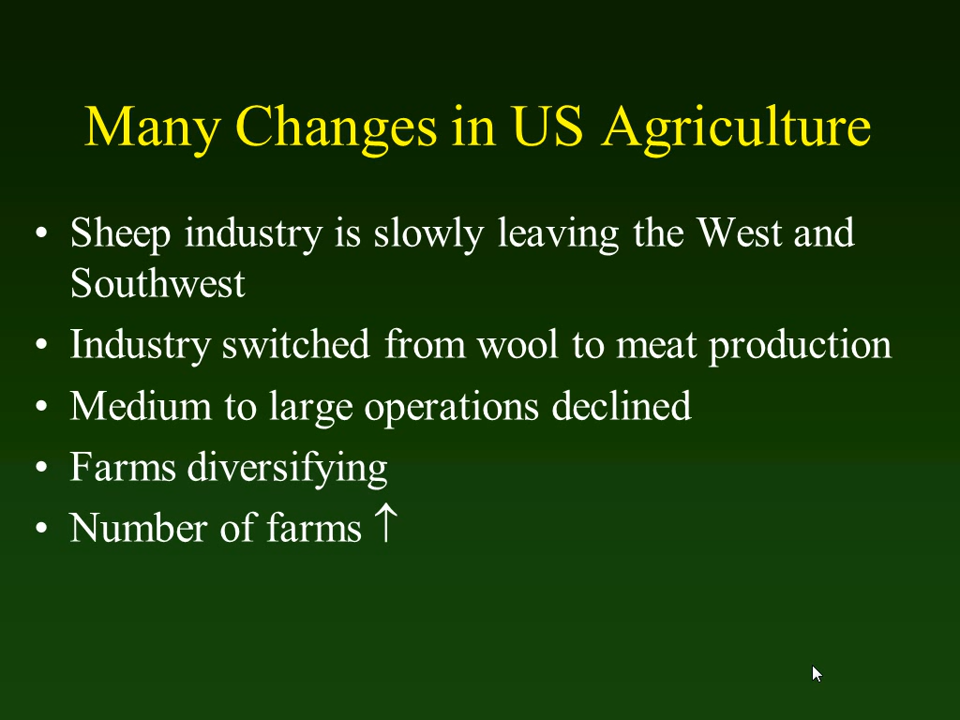 Many Changes in US Agriculture
• Sheep industry is slowly leaving the West and
Southwest
• Industry switched from wool to meat production
• Medium to large operations declined
• Farms diversifying
• Number of farms ↑